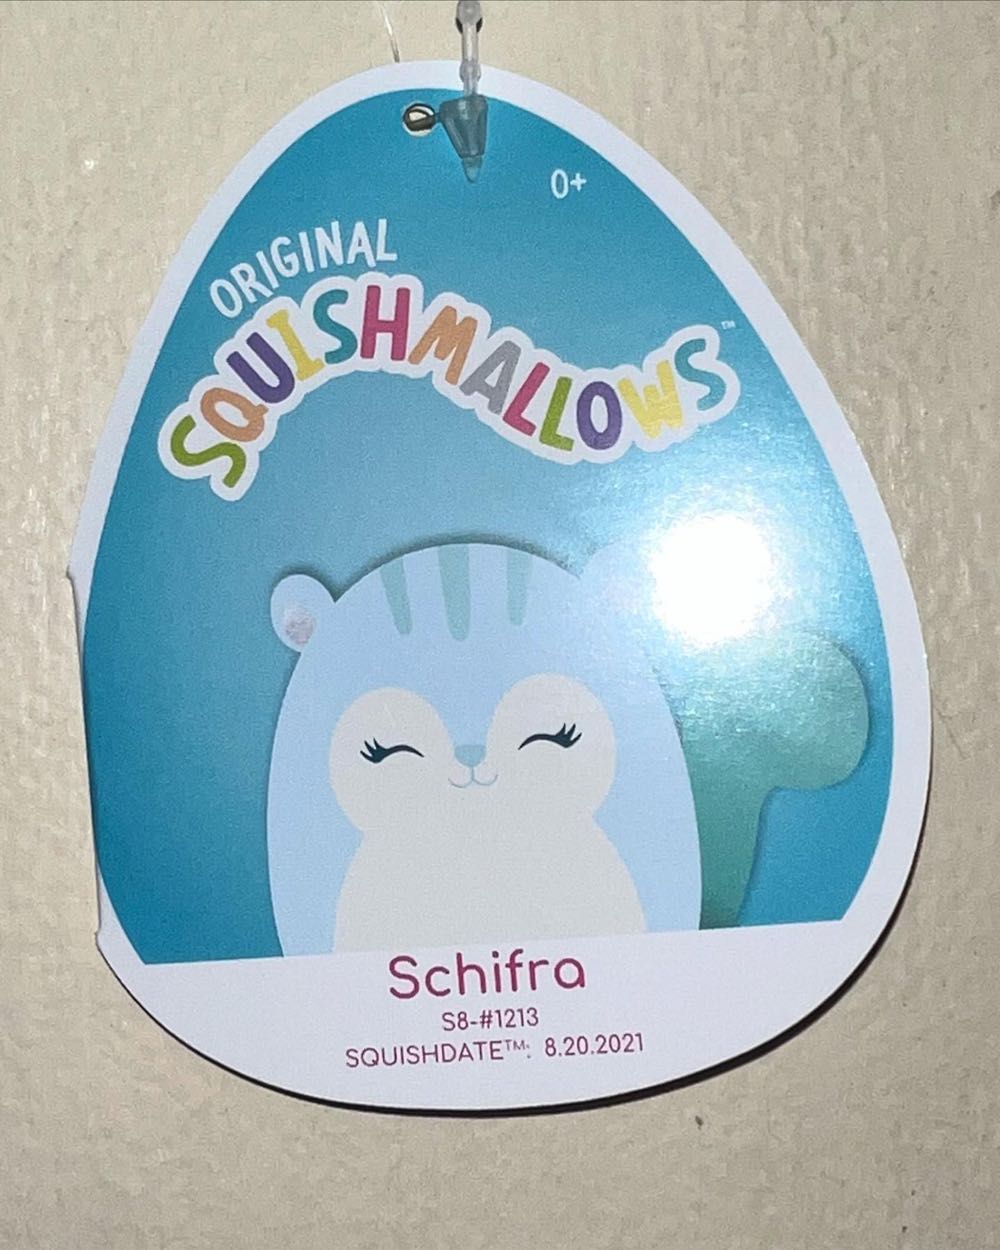 0+
ORIGINAL
SQUISHMALLOWS™
Schifra
S8-#1213
SQUISHDATE™: 8.20.2021